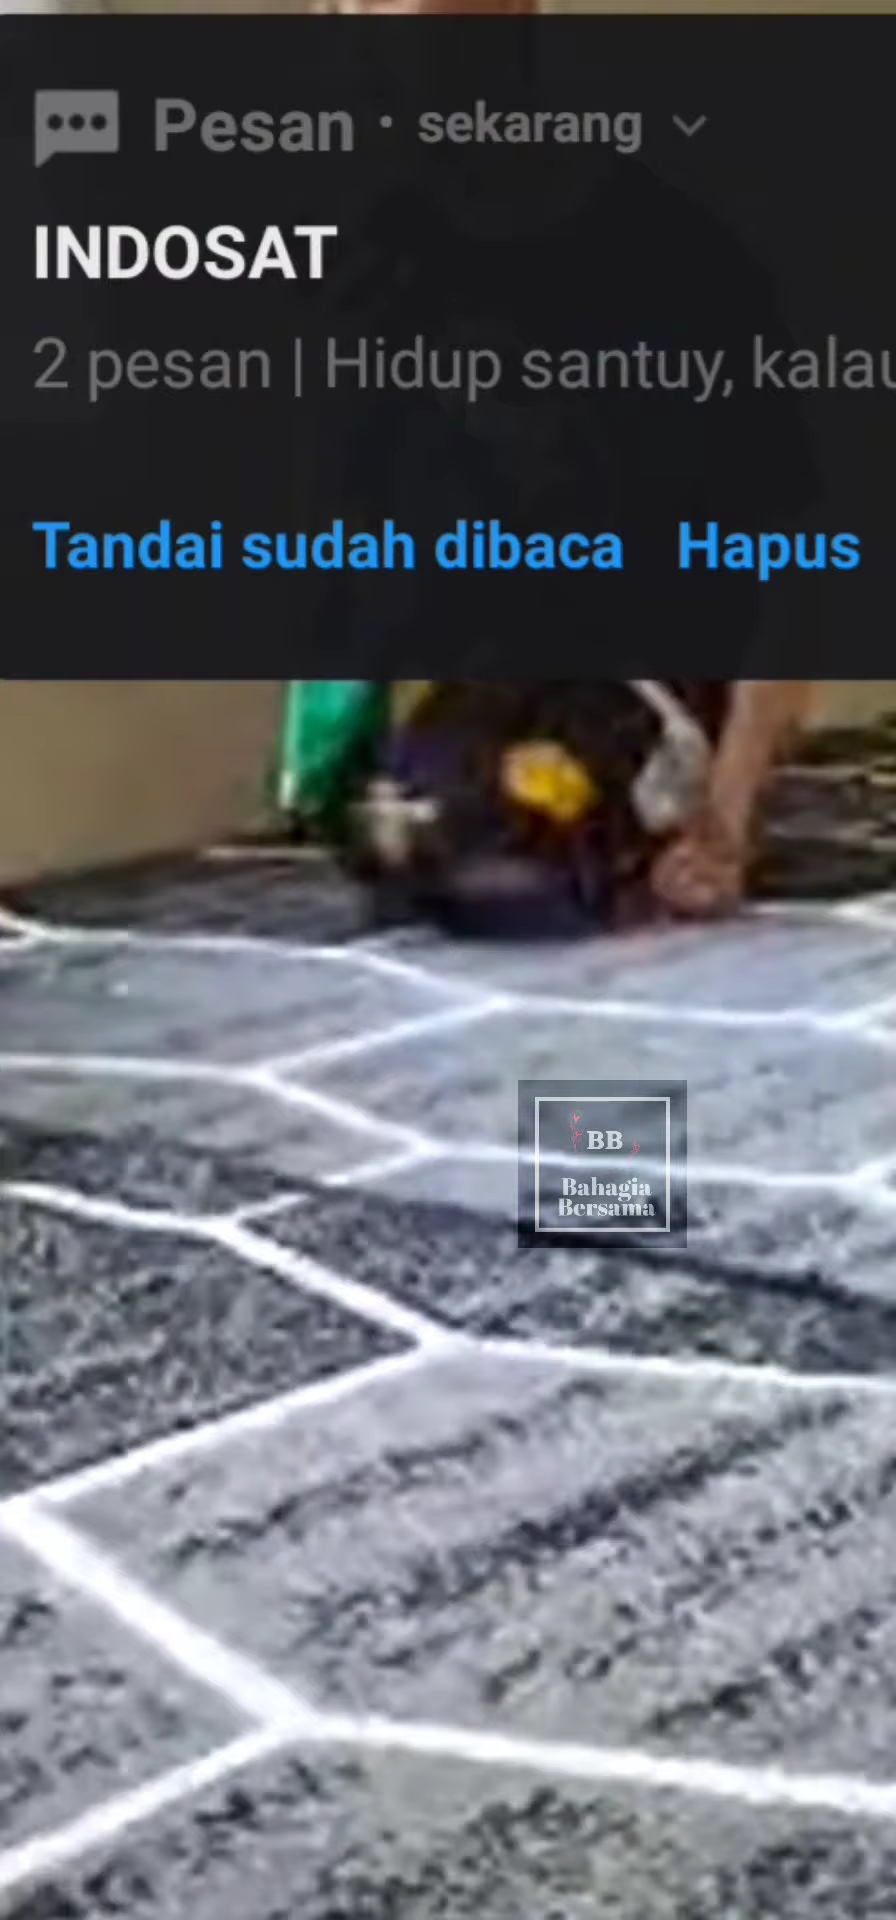 Pesan · sekarang
INDOSAT
2 pesan | Hidup santuy, kalau
Tandai sudah dibaca Hapus
BB
Bahagia
Bersama